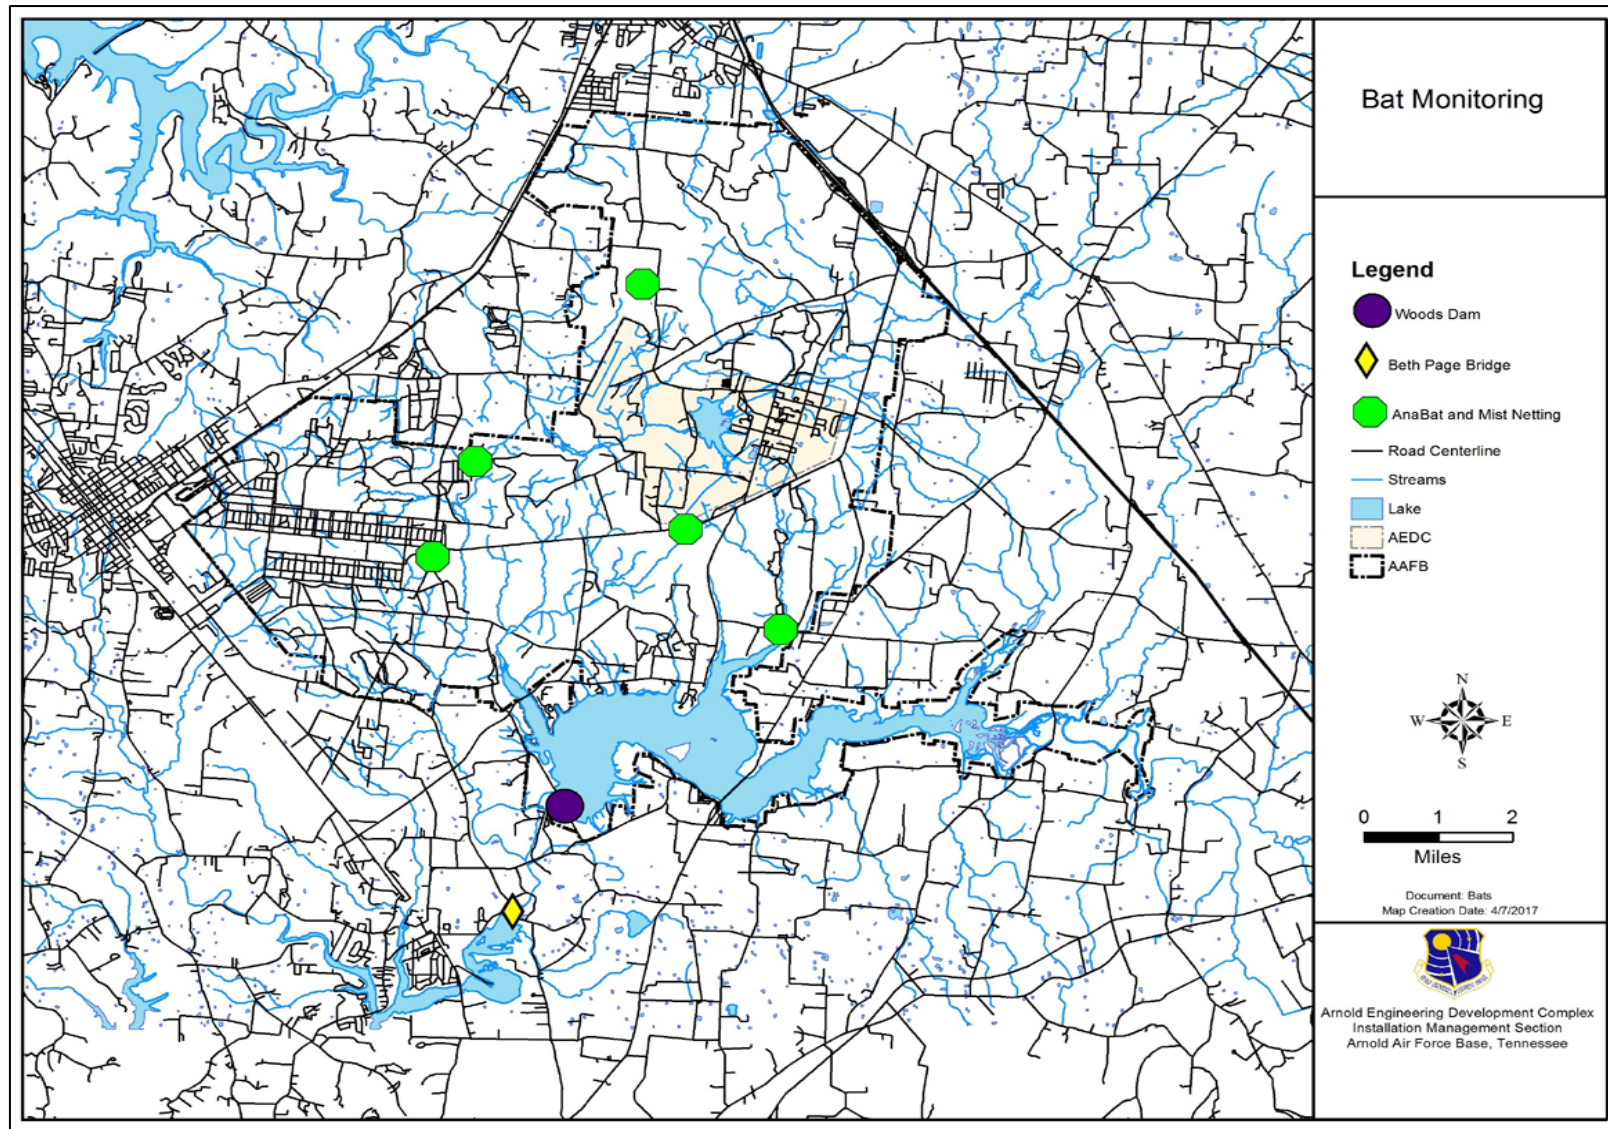 Bat Monitoring
Legend
Woods Dam
Beth Page Bridge
AnaBat and Mist Netting
Road Centerline
Streams
Lake
AEDC
AAFB
N
W E
S
0 1 2
Miles
Document: Bats
Map Creation Date: 4/7/2017
Arnold Engineering Development Complex
Installation Management Section
Arnold Air Force Base, Tennessee